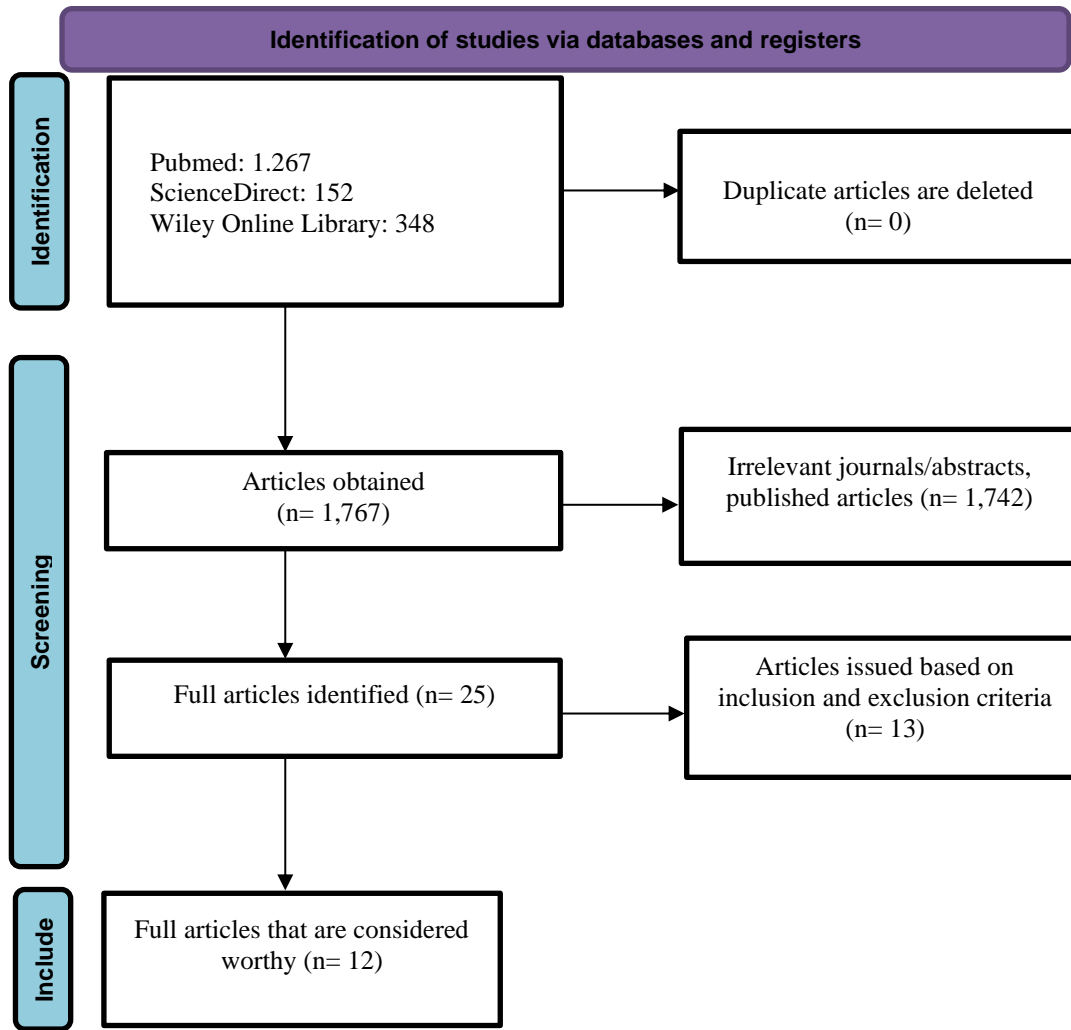 Identification of studies via databases and registers
Identification
Pubmed: 1.267
ScienceDirect: 152
Wiley Online Library: 348
Duplicate articles are deleted
(n= 0)
Screening
Articles obtained
(n= 1,767)
Irrelevant journals/abstracts,
published articles (n= 1,742)
Full articles identified (n= 25)
Articles issued based on
inclusion and exclusion criteria
(n= 13)
Include
Full articles that are considered
worthy (n= 12)